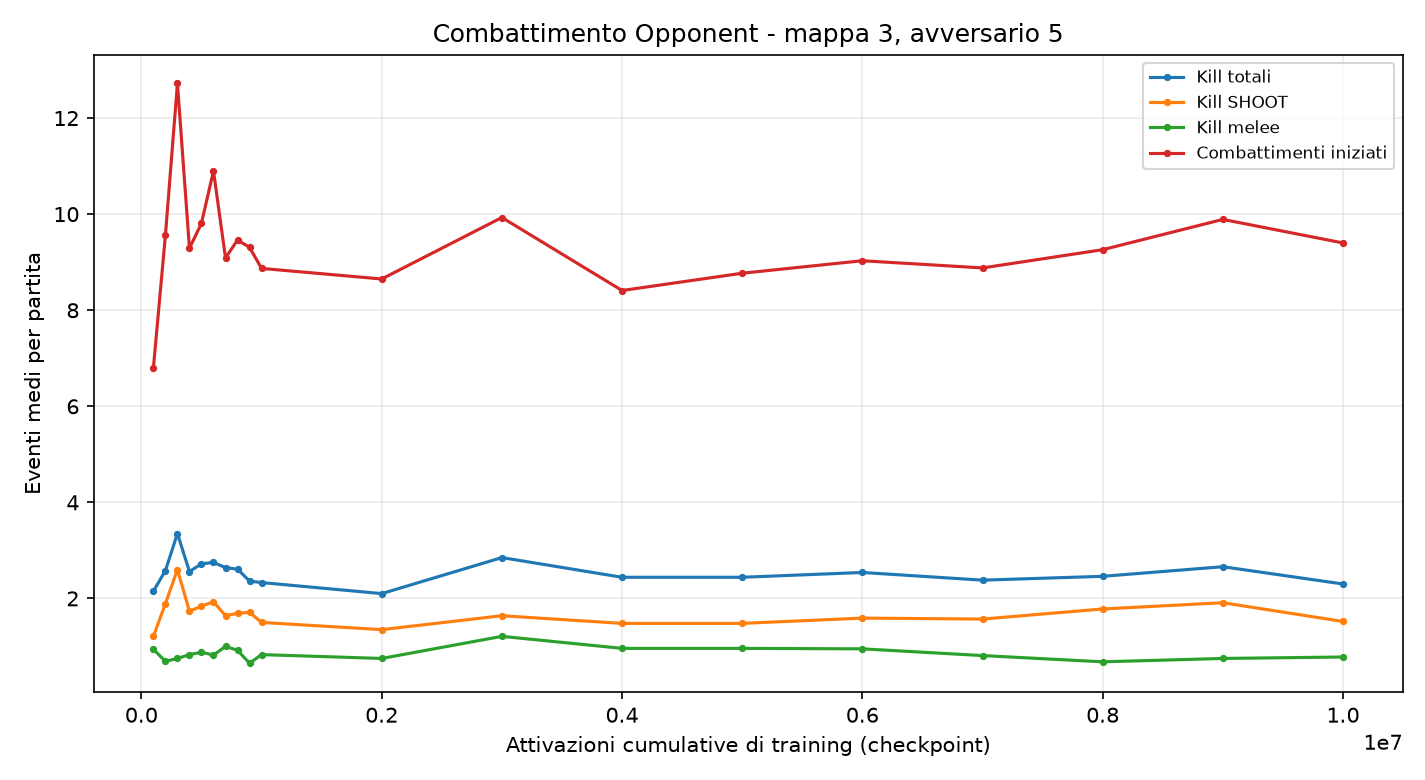 Combattimento Opponent - mappa 3, avversario 5
Kill totali
Kill SHOOT
Kill melee
Combattimenti iniziati
Eventi medi per partita
12
10
8
6
4
2
0.0
0.2
0.4
0.6
0.8
1.0
1e7
Attivazioni cumulative di training (checkpoint)